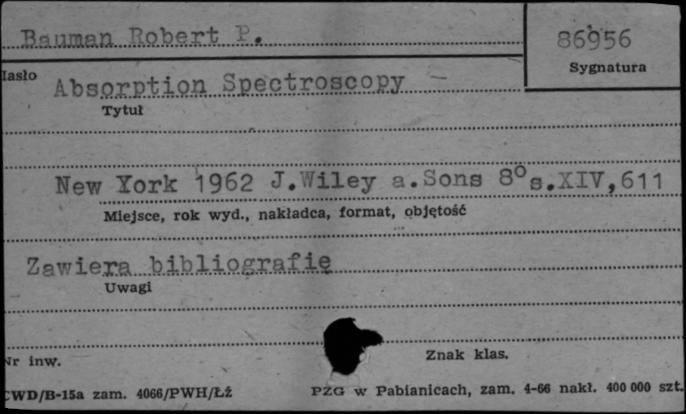 Bauman Robert P.
86956
Sygnatura
Hasło
Absorption Spectroscopy
Tytuł
New York 1962 J.Wiley a.Sons 8° s.XIV,611
Miejsce, rok wyd., nakładca, format, objętość
Zawiera bibliografię
Uwagi
Nr inw.
Znak klas.
CWD/B-15a zam. 4066/PWH/Łź
PZG w Pabianicach, zam. 4-66 nakł. 400 000 szt.